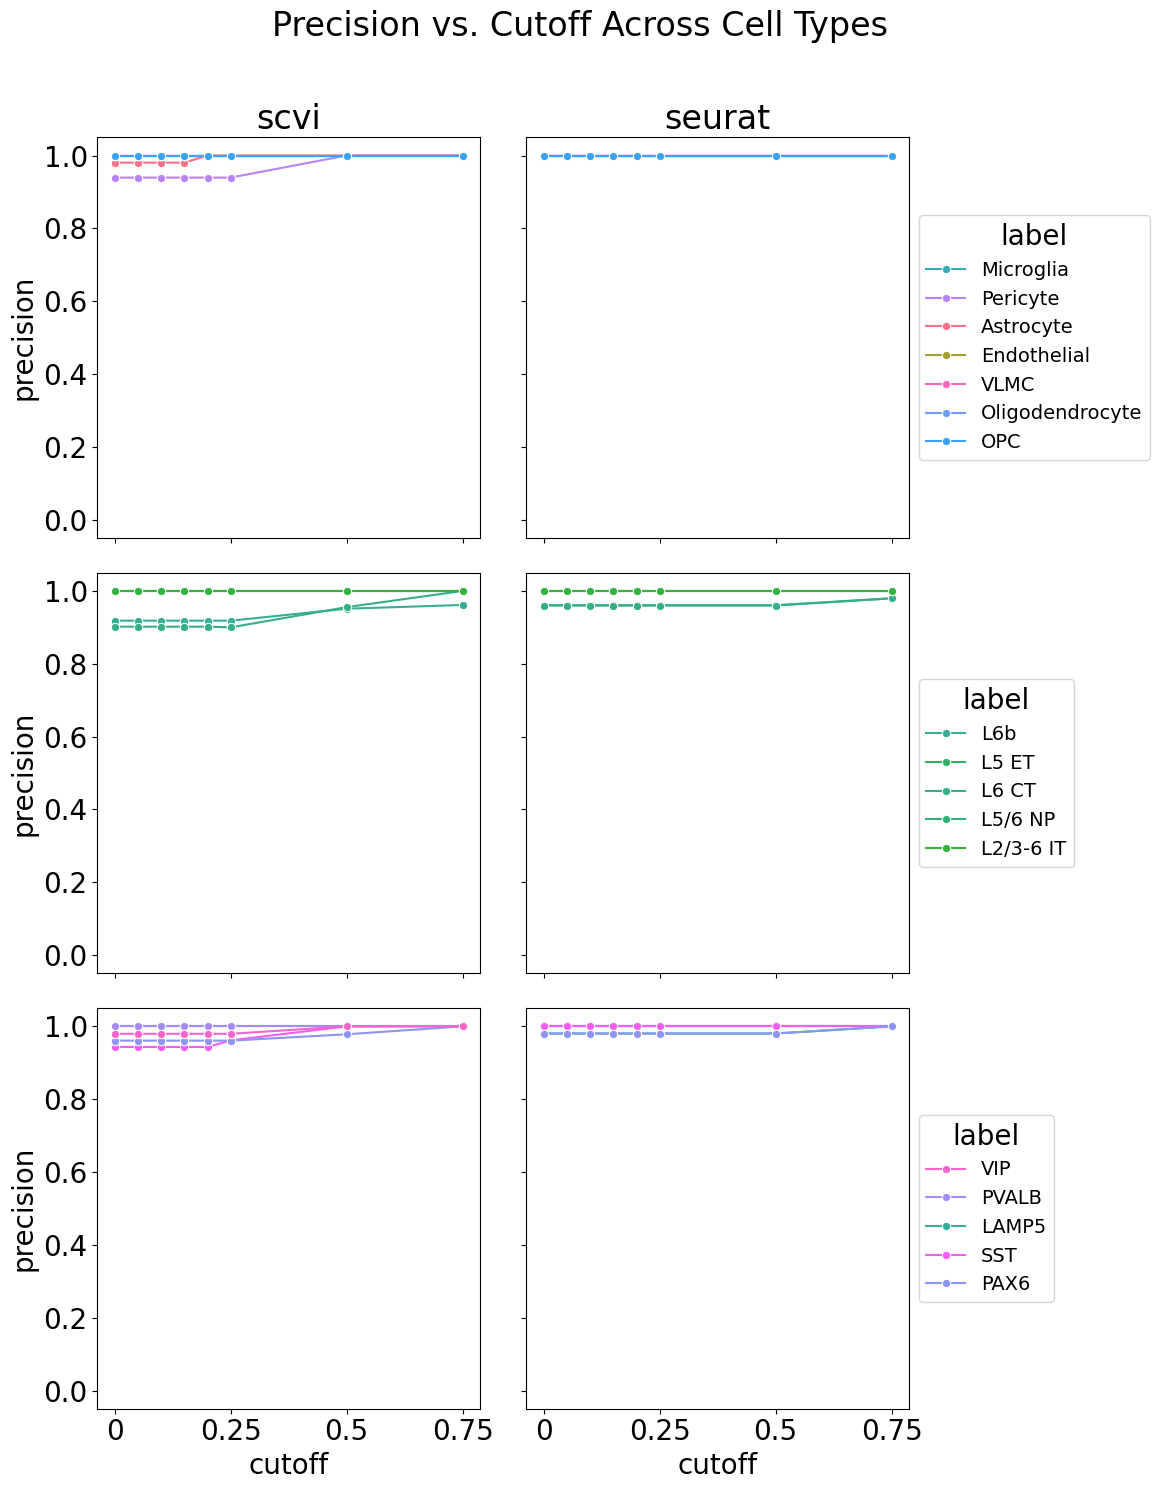 Precision vs. Cutoff Across Cell Types
scvi
seurat
1.0
0.8
0.6
0.4
0.2
0.0
precision
label
Microglia
Pericyte
Astrocyte
Endothelial
VLMC
Oligodendrocyte
OPC
1.0
0.8
0.6
0.4
0.2
0.0
precision
label
L6b
L5 ET
L6 CT
L5/6 NP
L2/3-6 IT
1.0
0.8
0.6
0.4
0.2
0.0
precision
label
VIP
PVALB
LAMP5
SST
PAX6
0 0.25 0.5 0.75
cutoff
0 0.25 0.5 0.75
cutoff